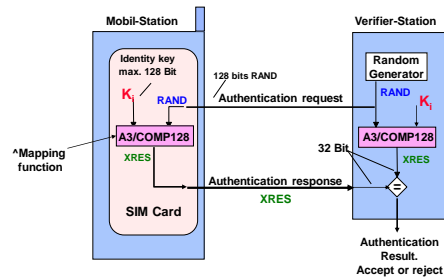 Mobil-Station
Verifier-Station
Identity key
max. 128 Bit
128 bits RAND
Random
Generator
Ki
RAND
Authentication request
RAND
Ki
A3/COMP128
A3/COMP128
^Mapping
function
XRES
32 Bit
XRES
Authentication response
XRES
=
SIM Card
Authentication
Result.
Accept or reject